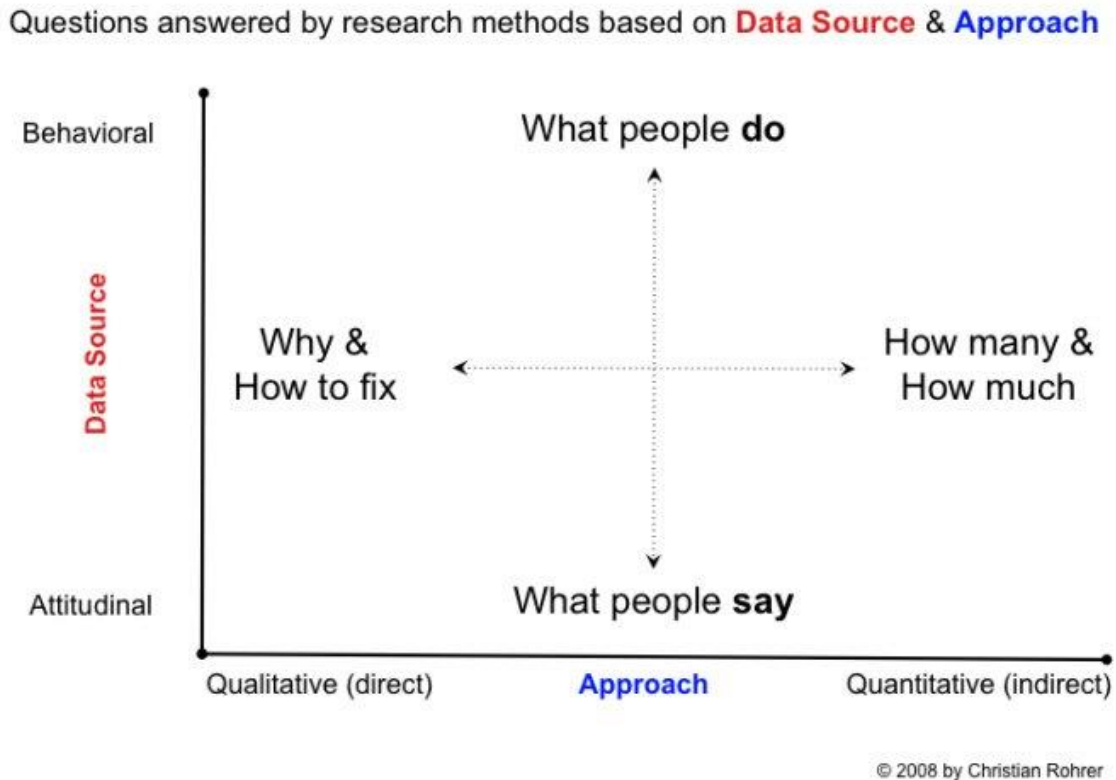 Questions answered by research methods based on Data Source & Approach
Behavioral
What people do
Data Source
Why &
How to fix
How many &
How much
Attitudinal
What people say
Qualitative (direct)
Approach
Quantitative (indirect)
© 2008 by Christian Rohrer